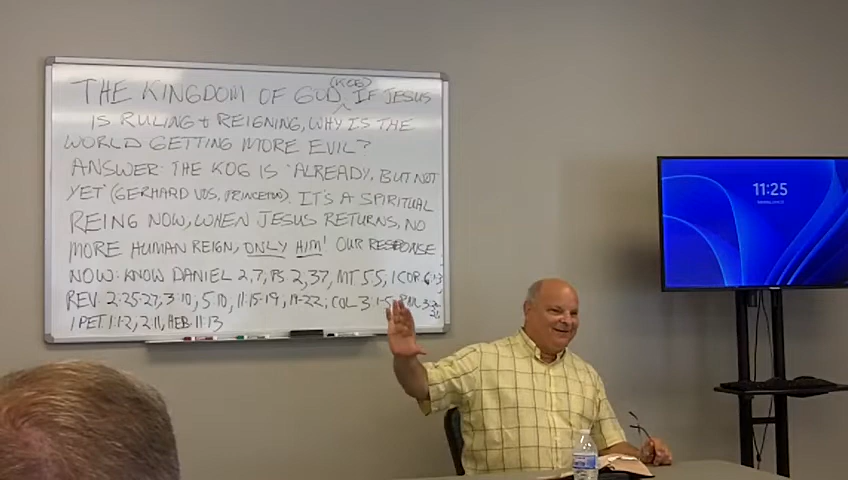 THE KINGDOM OF GOD (KOG) IF JESUS
IS RULING + REIGNING, WHY IS THE
WORLD GETTING MORE EVIL?
ANSWER: THE KOG IS "ALREADY, BUT NOT
YET" (GERHARD VOS, PRINCETON). IT'S A SPIRITUAL
REING NOW, WHEN JESUS RETURNS, NO
MORE HUMAN REIGN, ONLY HIM! OUR RESPONSE
NOW: KNOW DANIEL 2,7, PS 2,37, MT 5:5, 1 COR 6:1-3
REV: 2:25-27, 3:10, 5:10, 11:15-19, 19-22; COL 3:1-5
1 PET 1:1-2, 2:11, HEB 11:13
11:25